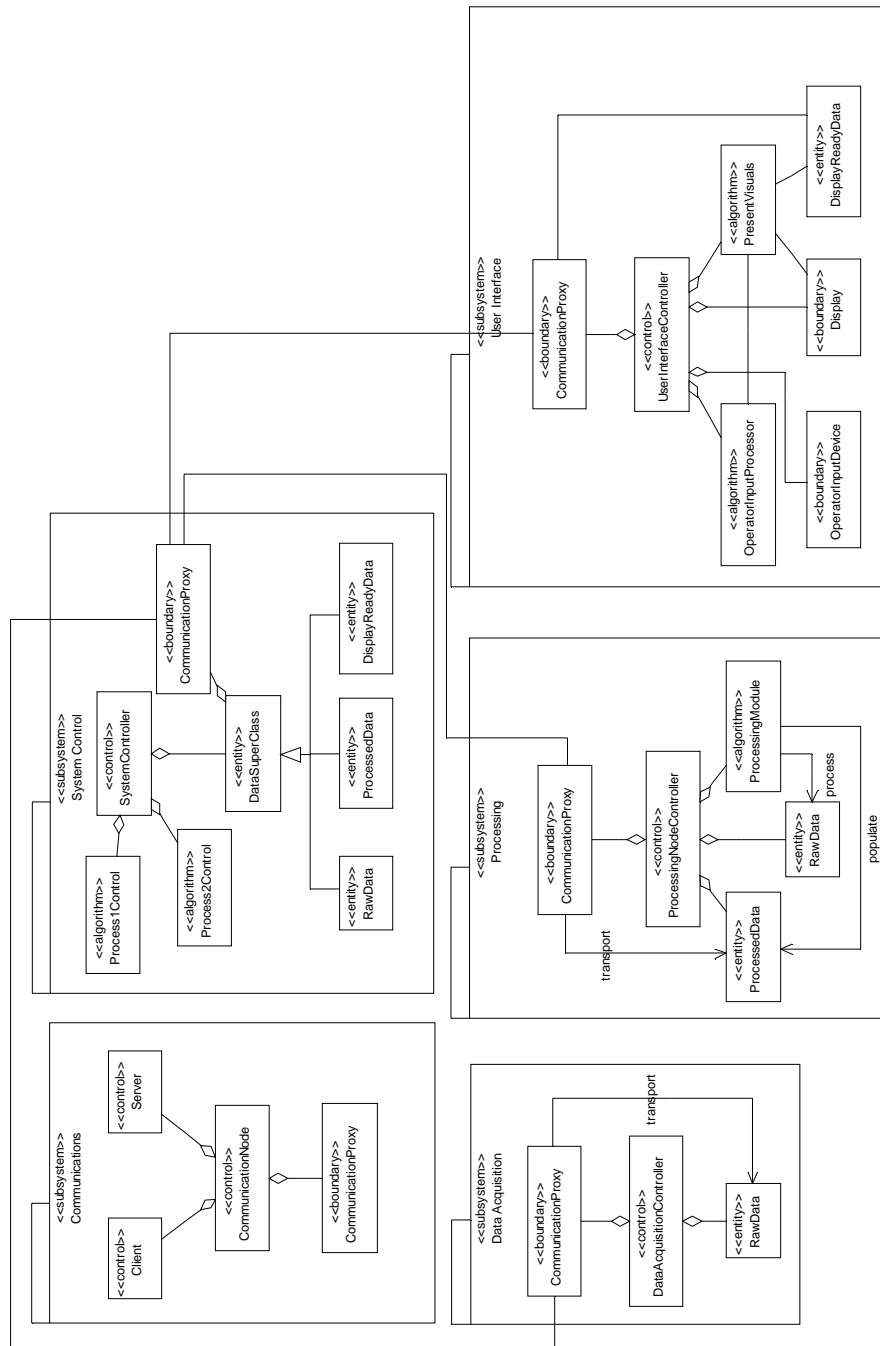 <<subsystem>>
Communications
<<control>>
Client
<<control>>
Server
<<control>>
CommunicationNode
<<boundary>>
CommunicationProxy
<<subsystem>>
System Control
<<algorithm>>
Process1Control
<<control>>
SystemController
<<algorithm>>
Process2Control
<<boundary>>
CommunicationProxy
<<entity>>
DataSuperClass
<<entity>>
RawData
<<entity>>
ProcessedData
<<entity>>
DisplayReadyData
<<subsystem>>
Data Acquisition
<<boundary>>
CommunicationProxy
<<control>>
DataAcquisitionController
transport
<<entity>>
RawData
<<subsystem>>
Processing
<<boundary>>
CommunicationProxy
transport
<<control>>
ProcessingNodeController
<<entity>>
ProcessedData
<<algorithm>>
ProcessingModule
process
<<entity>>
RawData
populate
<<subsystem>>
User Interface
<<boundary>>
CommunicationProxy
<<control>>
UserInterfaceController
<<algorithm>>
OperatorInputProcessor
<<algorithm>>
PresentVisuals
<<boundary>>
OperatorInputDevice
<<boundary>>
Display
<<entity>>
DisplayReadyData